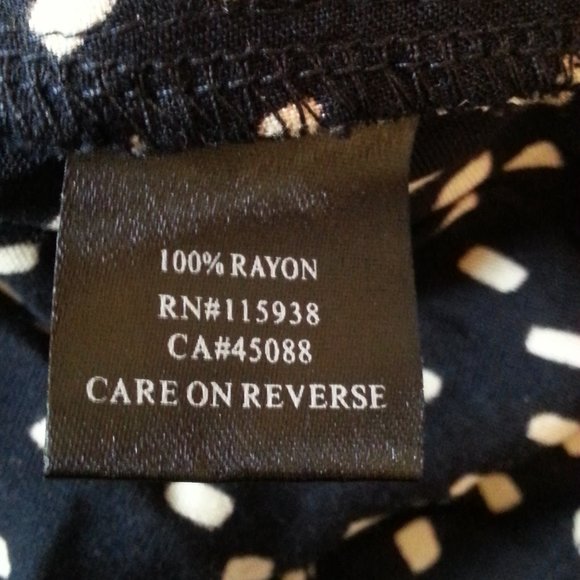 100% RAYON
RN#115938
CA#45088
CARE ON REVERSE